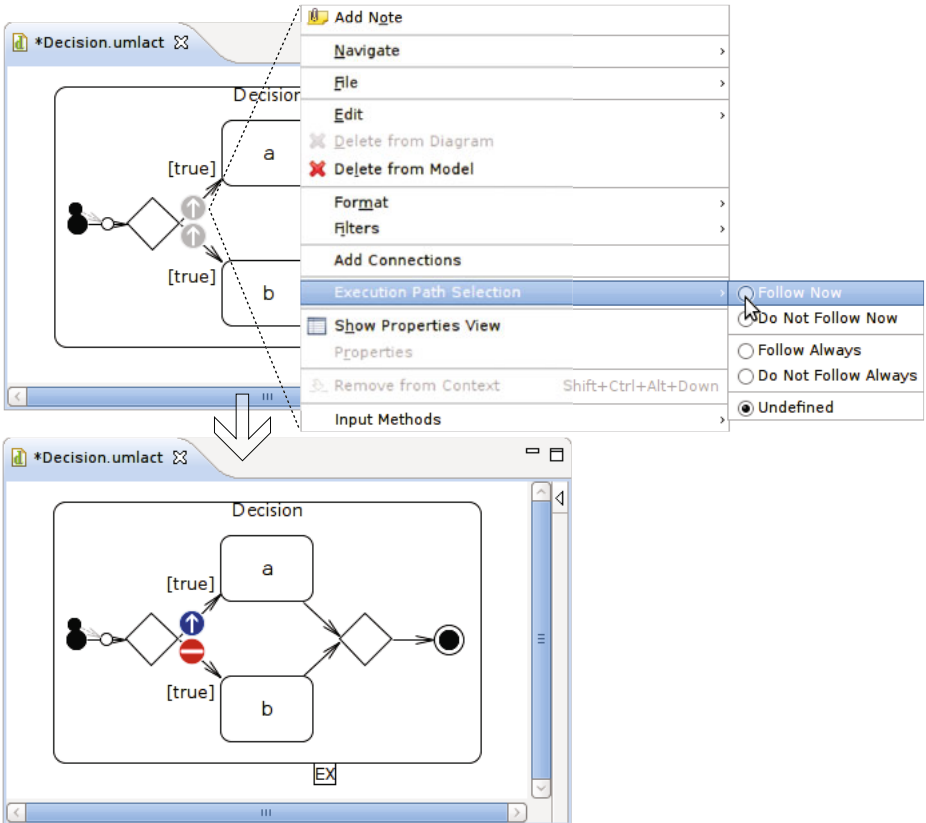 *Decision.umlact
Decision
[true]
a
[true]
b
Add Note
Navigate
File
Edit
Delete from Diagram
Delete from Model
Format
Filters
Add Connections
Execution Path Selection
Show Properties View
Properties
Remove from Context Shift+Ctrl+Alt+Down
Input Methods
Follow Now
Do Not Follow Now
Follow Always
Do Not Follow Always
Undefined
*Decision.umlact
Decision
[true]
a
[true]
b
EX